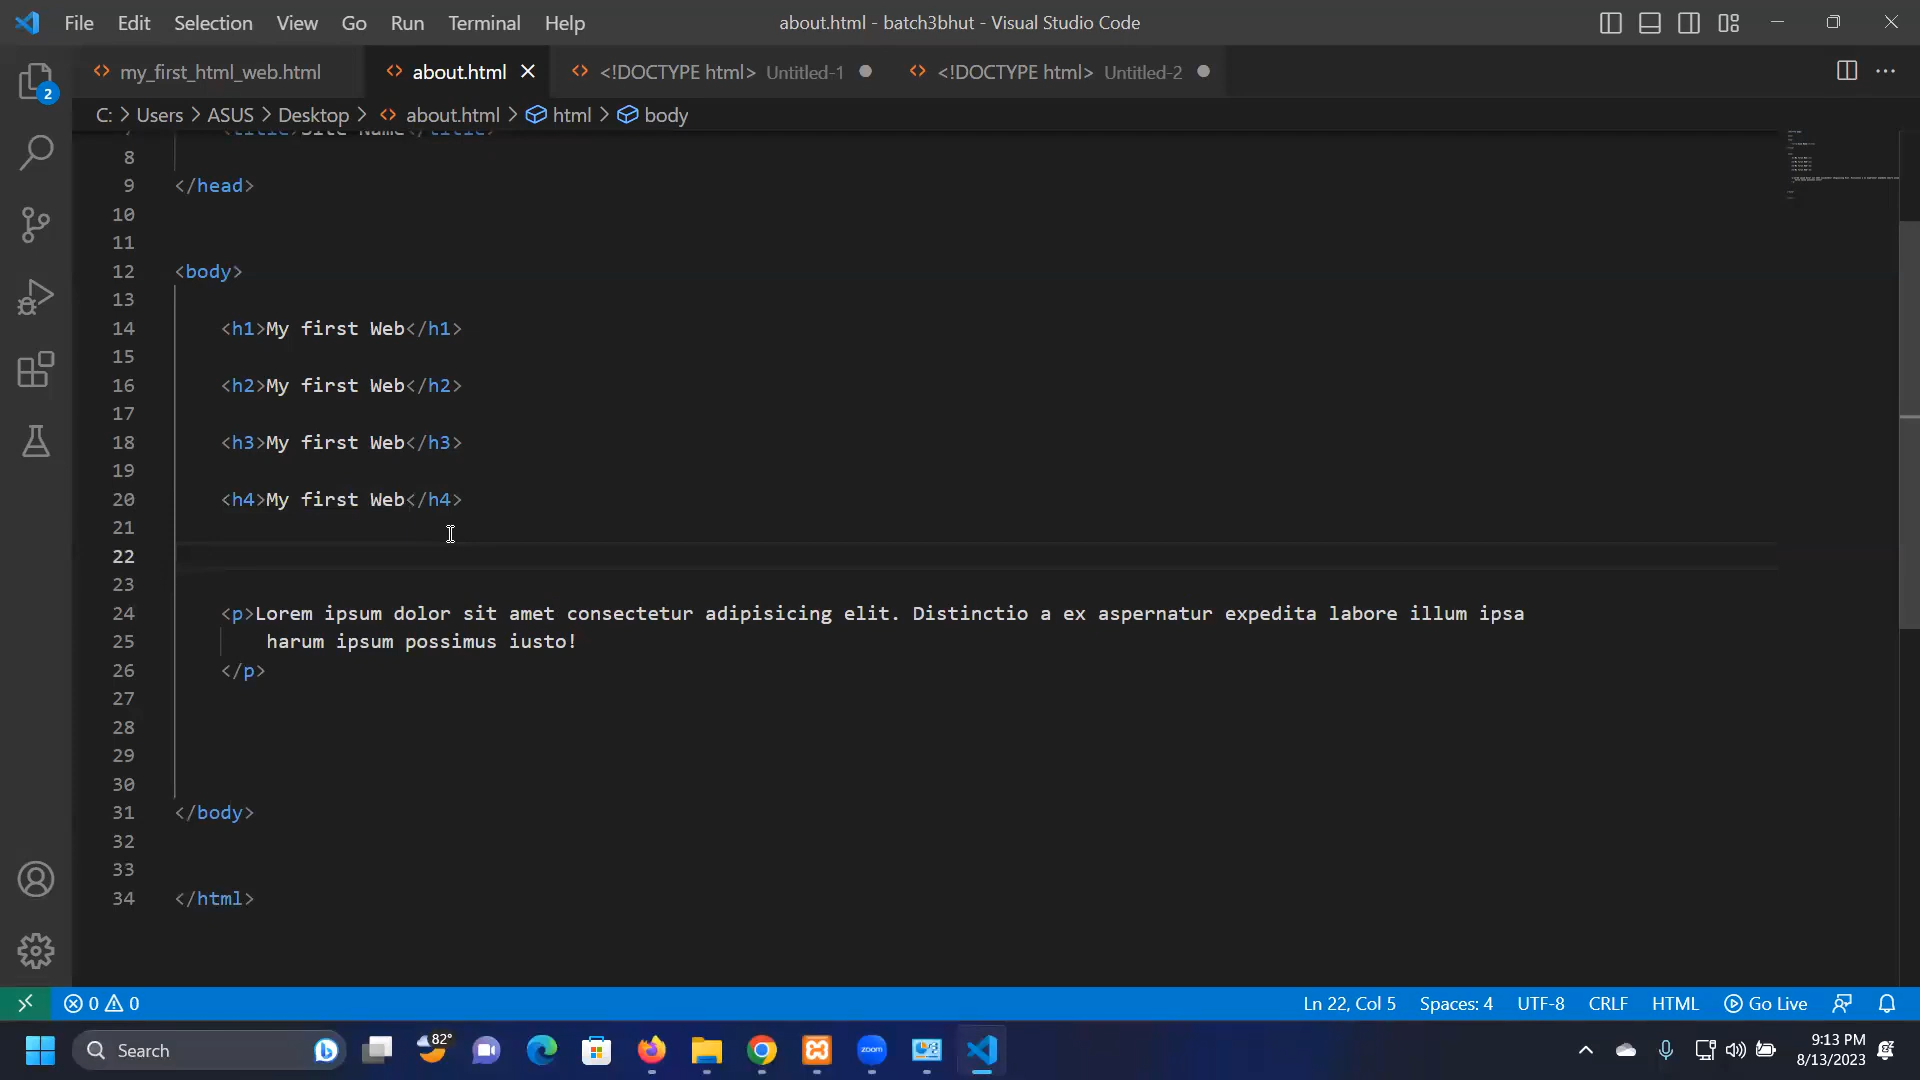 File Edit Selection View Go Run Terminal Help about.html - batch3bhut - Visual Studio Code
my_first_html_web.html about.html <!DOCTYPE html> Untitled-1 <!DOCTYPE html> Untitled-2
2
C: > Users > ASUS > Desktop > about.html > html > body
<title>Site Name</title>
8
9 </head>
10
11
12 <body>
13
14 <h1>My first Web</h1>
15
16 <h2>My first Web</h2>
17
18 <h3>My first Web</h3>
19
20 <h4>My first Web</h4>
21
22
23
24 <p>Lorem ipsum dolor sit amet consectetur adipisicing elit. Distinctio a ex aspernatur expedita labore illum ipsa
25 harum ipsum possimus iusto!
26 </p>
27
28
29
30
31 </body>
32
33
34 </html>
0 0 Ln 22, Col 5 Spaces: 4 UTF-8 CRLF HTML Go Live
Search 82° zoom 9:13 PM
8/13/2023